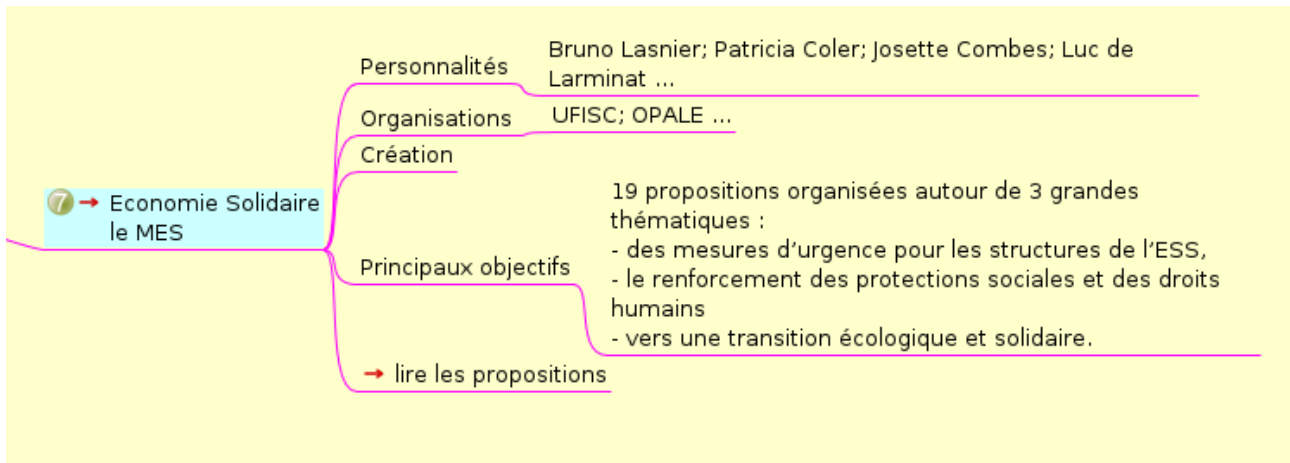 Personnalités
Bruno Lasnier; Patricia Coler; Josette Combes; Luc de
Larminat ...
Organisations
UFISC; OPALE ...
Création
7 → Economie Solidaire
le MES
Principaux objectifs
19 propositions organisées autour de 3 grandes
thématiques :
- des mesures d’urgence pour les structures de l’ESS,
- le renforcement des protections sociales et des droits
humains
- vers une transition écologique et solidaire.
→ lire les propositions